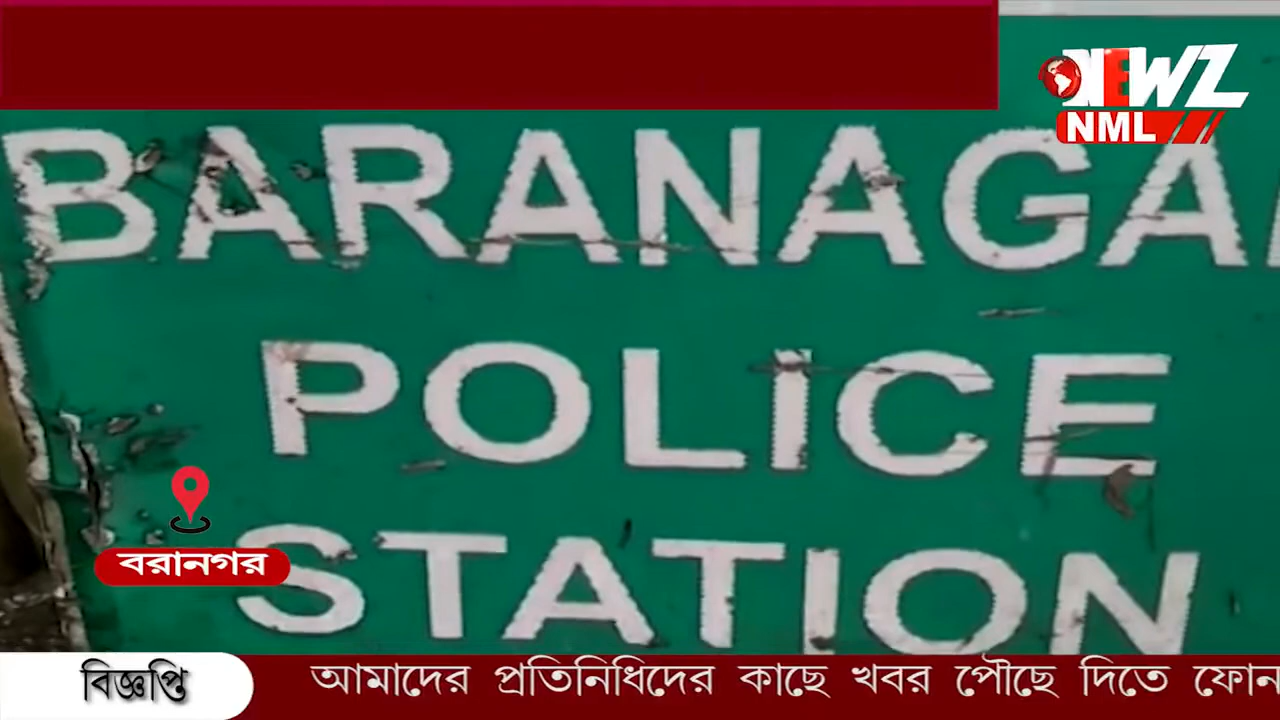 NEWZ
NML
BARANAGA
POLICE
STATION
বরানগর
বিজ্ঞপ্তি
আমাদের প্রতিনিধিদের কাছে খবর পৌছে দিতে ফোন